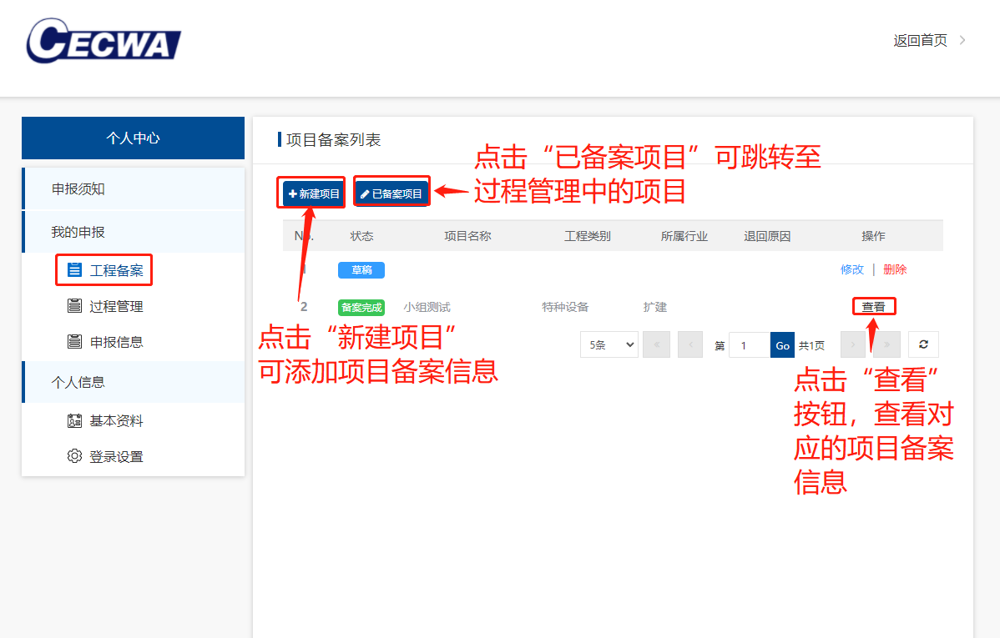 CECWA
返回首页
个人中心
申报须知
我的申报
工程备案
过程管理
申报信息
个人信息
基本资料
登录设置
项目备案列表
点击“已备案项目”可跳转至
过程管理中的项目
新建项目 已备案项目
No. 状态 项目名称 工程类别 所属行业 退回原因 操作
1 草稿 修改 | 删除
2 备案完成 小组测试 特种设备 扩建 查看
5条 « ‹ 第 1 Go 共1页 › »
点击“新建项目”
可添加项目备案信息
点击“查看”
按钮，查看对
应的项目备案
信息